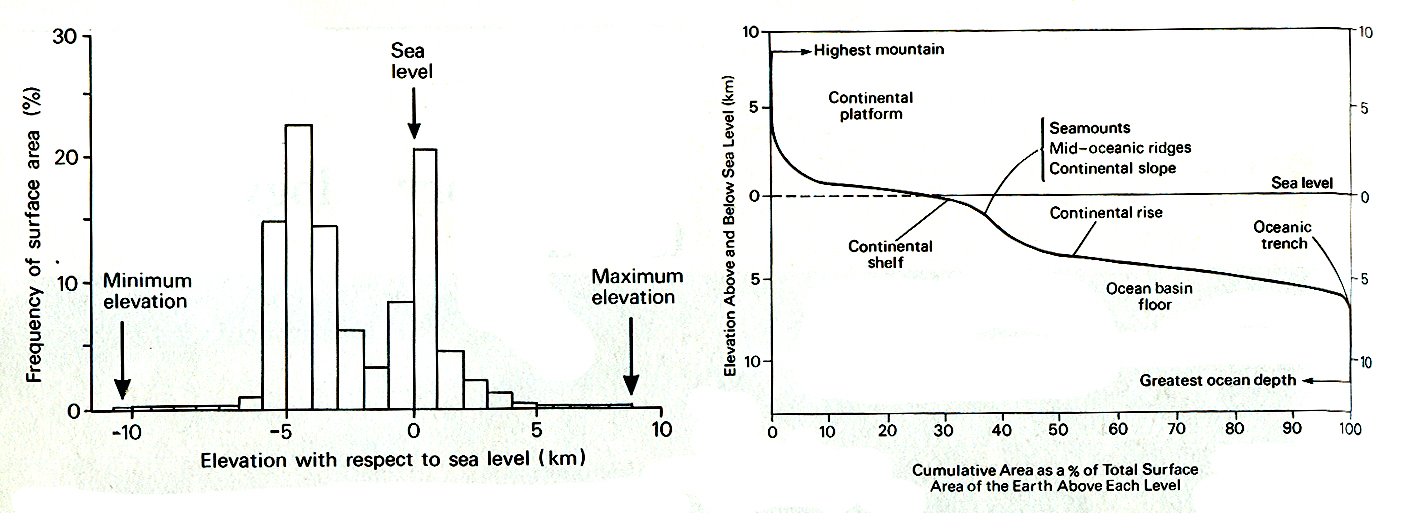 30
20
10
0
Frequency of surface area (%)
Sea
level
Minimum
elevation
Maximum
elevation
-10
-5
0
5
10
Elevation with respect to sea level (km)
10
5
0
5
10
Elevation Above and Below Sea Level (km)
Highest mountain
Continental
platform
Seamounts
Mid-oceanic ridges
Continental slope
Sea level
Continental
shelf
Continental rise
Oceanic
trench
Ocean basin
floor
Greatest ocean depth
10
5
0
5
10
0
10
20
30
40
50
60
70
80
90
100
Cumulative Area as a % of Total Surface
Area of the Earth Above Each Level